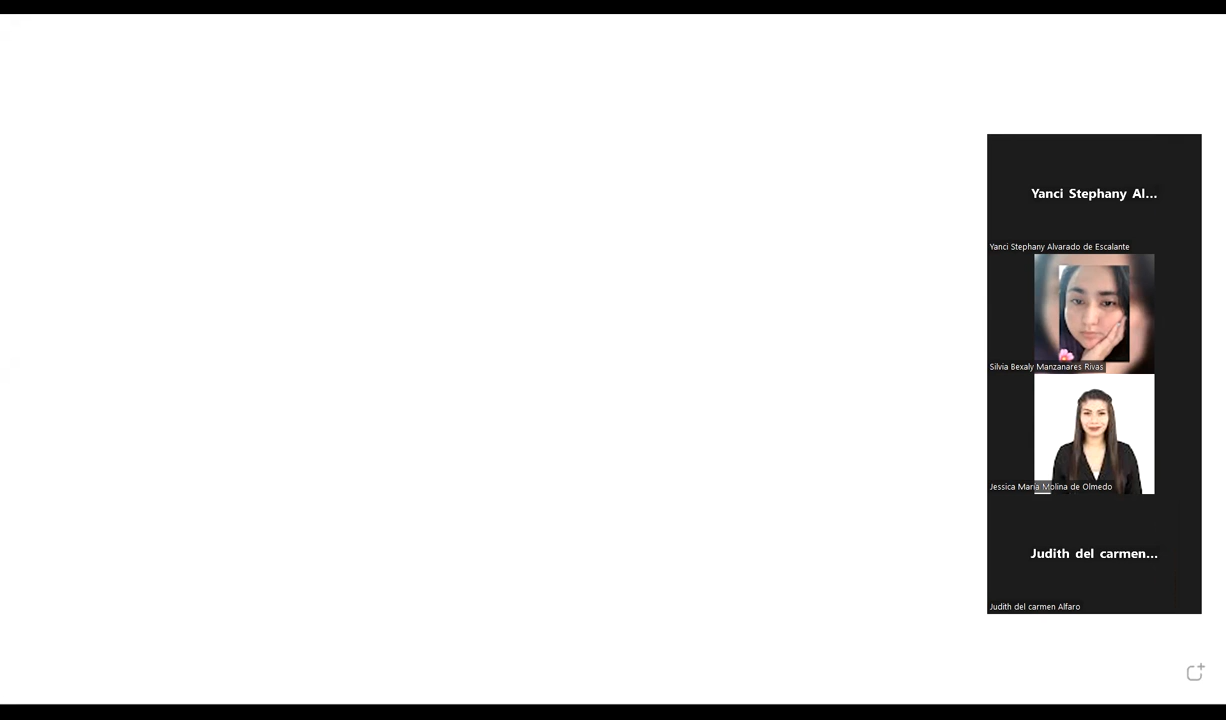 Yanci Stephany Al...
Yanci Stephany Alvarado de Escalante
Silvia Bexaly Manzanares Rivas
Jessica Maria Molina de Olmedo
Judith del carmen...
Judith del carmen Alfaro